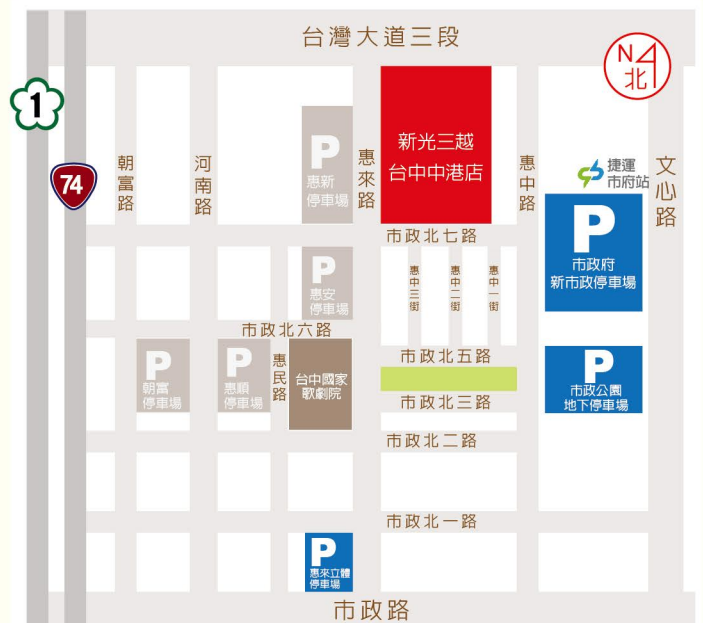 台灣大道三段
N
北
1
74
朝富路
河南路
P
惠新
停車場
惠來路
新光三越
台中中港店
惠中路
捷運
市府站
文心路
P
市政府
新市政停車場
市政北七路
P
惠安
停車場
惠中三街
惠中二街
惠中一街
市政北六路
P
朝富
停車場
P
惠順
停車場
惠民路
台中國家
歌劇院
市政北五路
市政北三路
P
市政公園
地下停車場
市政北二路
市政北一路
P
惠來立體
停車場
市政路